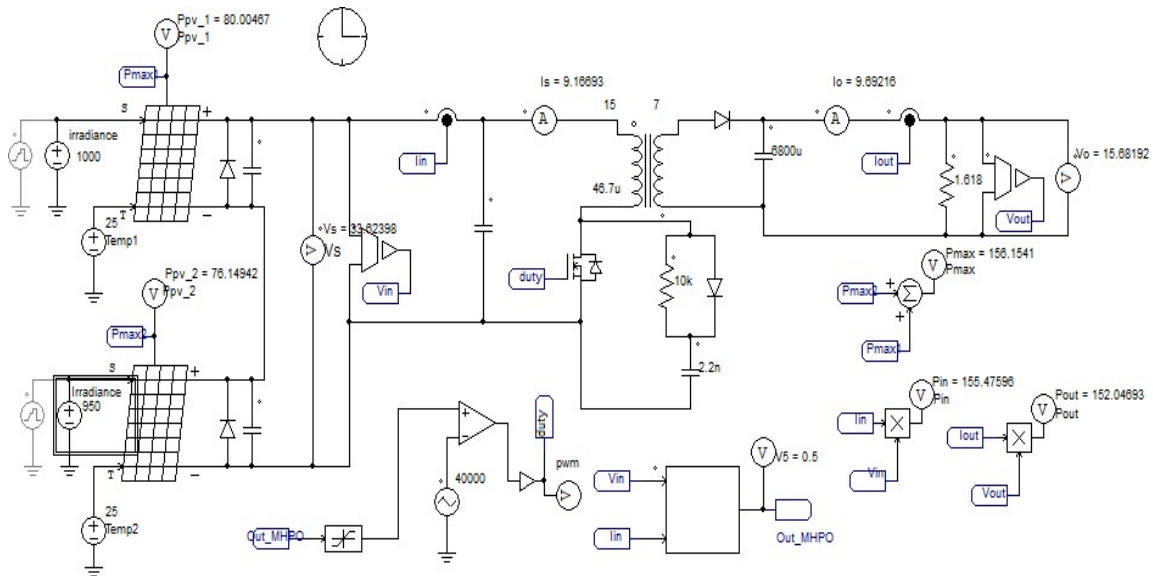 Ppv_1 = 80.00467
V
Ppv_1
Pmax1
S
+
irradiance
1000
T
−
25
Temp1
Ppv_2 = 76.14942
V
Ppv_2
Pmax2
S
+
Irradiance
950
T
−
25
Temp2
Vs = 33.62398
V
Vs
Vin
Iin
Is = 9.16693
A
15
7
46.7u
duty
10k
2.2n
6800u
Io = 9.69216
A
Iout
1.618
Vout
Vo = 15.68192
V
Pmax = 156.1541
V
Pmax
Pmax2
+
Σ
+
Pmax1
Pin = 155.47596
V
Pin
Iin
X
Vin
Pout = 152.04693
V
Pout
Iout
X
Vout
Out_MHPO
+
−
40000
duty
pwm
V
Vin
Iin
V5 = 0.5
V
Out_MHPO